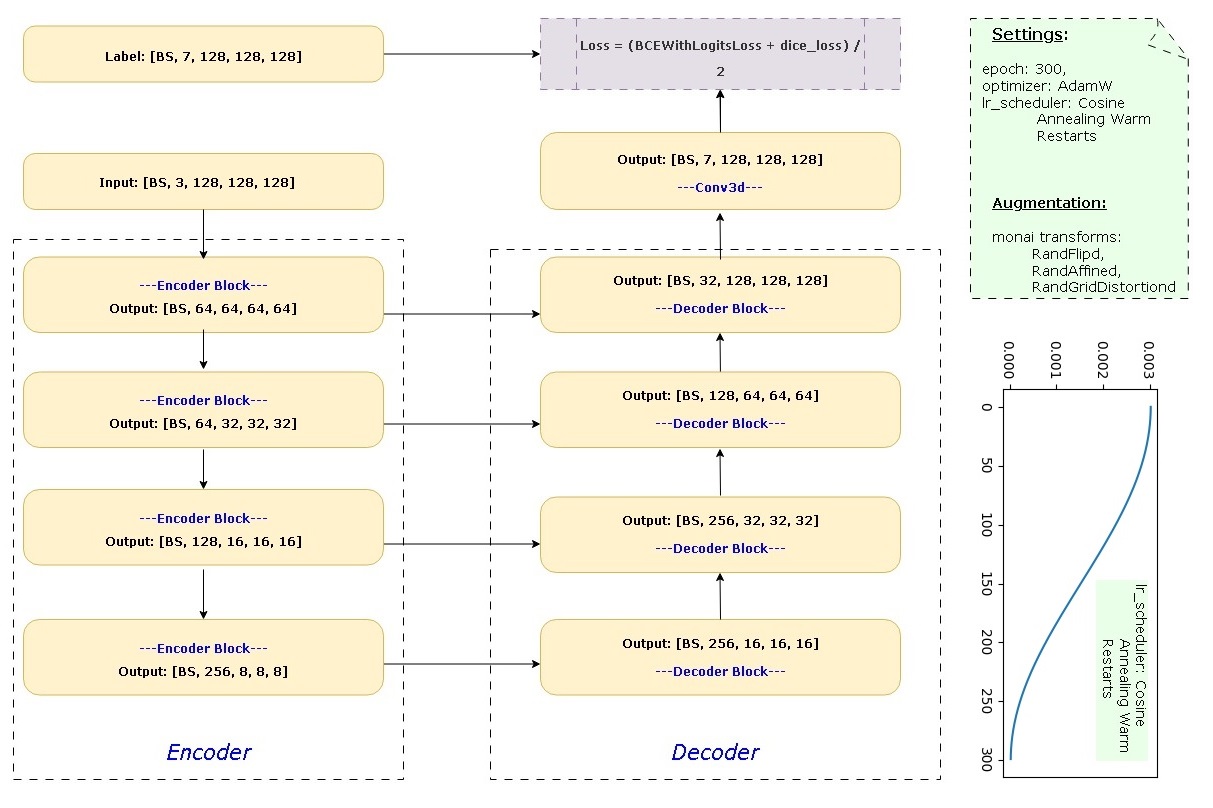 Label: [BS, 7, 128, 128, 128]
Loss = (BCEWithLogitsLoss + dice_loss) /
2
Input: [BS, 3, 128, 128, 128]
Output: [BS, 7, 128, 128, 128]
---Conv3d---
---Encoder Block---
Output: [BS, 64, 64, 64, 64]
Output: [BS, 32, 128, 128, 128]
---Decoder Block---
---Encoder Block---
Output: [BS, 64, 32, 32, 32]
Output: [BS, 128, 64, 64, 64]
---Decoder Block---
---Encoder Block---
Output: [BS, 128, 16, 16, 16]
Output: [BS, 256, 32, 32, 32]
---Decoder Block---
---Encoder Block---
Output: [BS, 256, 8, 8, 8]
Output: [BS, 256, 16, 16, 16]
---Decoder Block---
Encoder
Decoder
Settings:
epoch: 300,
optimizer: AdamW
lr_scheduler: Cosine
Annealing Warm
Restarts
Augmentation:
monai transforms:
RandFlipd,
RandAffined,
RandGridDistortiond
0.000
0.001
0.002
0.003
0
50
100
150
200
250
300
lr_scheduler: Cosine
Annealing Warm
Restarts